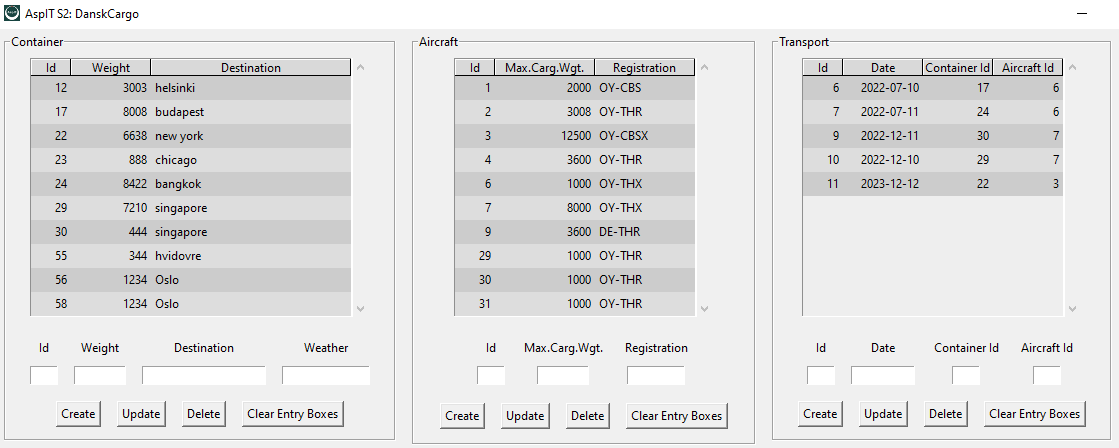 AspIT S2: DanskCargo
Container
Id Weight Destination
12 3003 helsinki
17 8008 budapest
22 6638 new york
23 888 chicago
24 8422 bangkok
29 7210 singapore
30 444 singapore
55 344 hvidovre
56 1234 Oslo
58 1234 Oslo
Id Weight Destination Weather
Create Update Delete Clear Entry Boxes
Aircraft
Id Max.Carg.Wgt. Registration
1 2000 OY-CBS
2 3008 OY-THR
3 12500 OY-CBSX
4 3600 OY-THR
6 1000 OY-THX
7 8000 OY-THX
9 3600 DE-THR
29 1000 OY-THR
30 1000 OY-THR
31 1000 OY-THR
Id Max.Carg.Wgt. Registration
Create Update Delete Clear Entry Boxes
Transport
Id Date Container Id Aircraft Id
6 2022-07-10 17 6
7 2022-07-11 24 6
9 2022-12-11 30 7
10 2022-12-10 29 7
11 2023-12-12 22 3
Id Date Container Id Aircraft Id
Create Update Delete Clear Entry Boxes